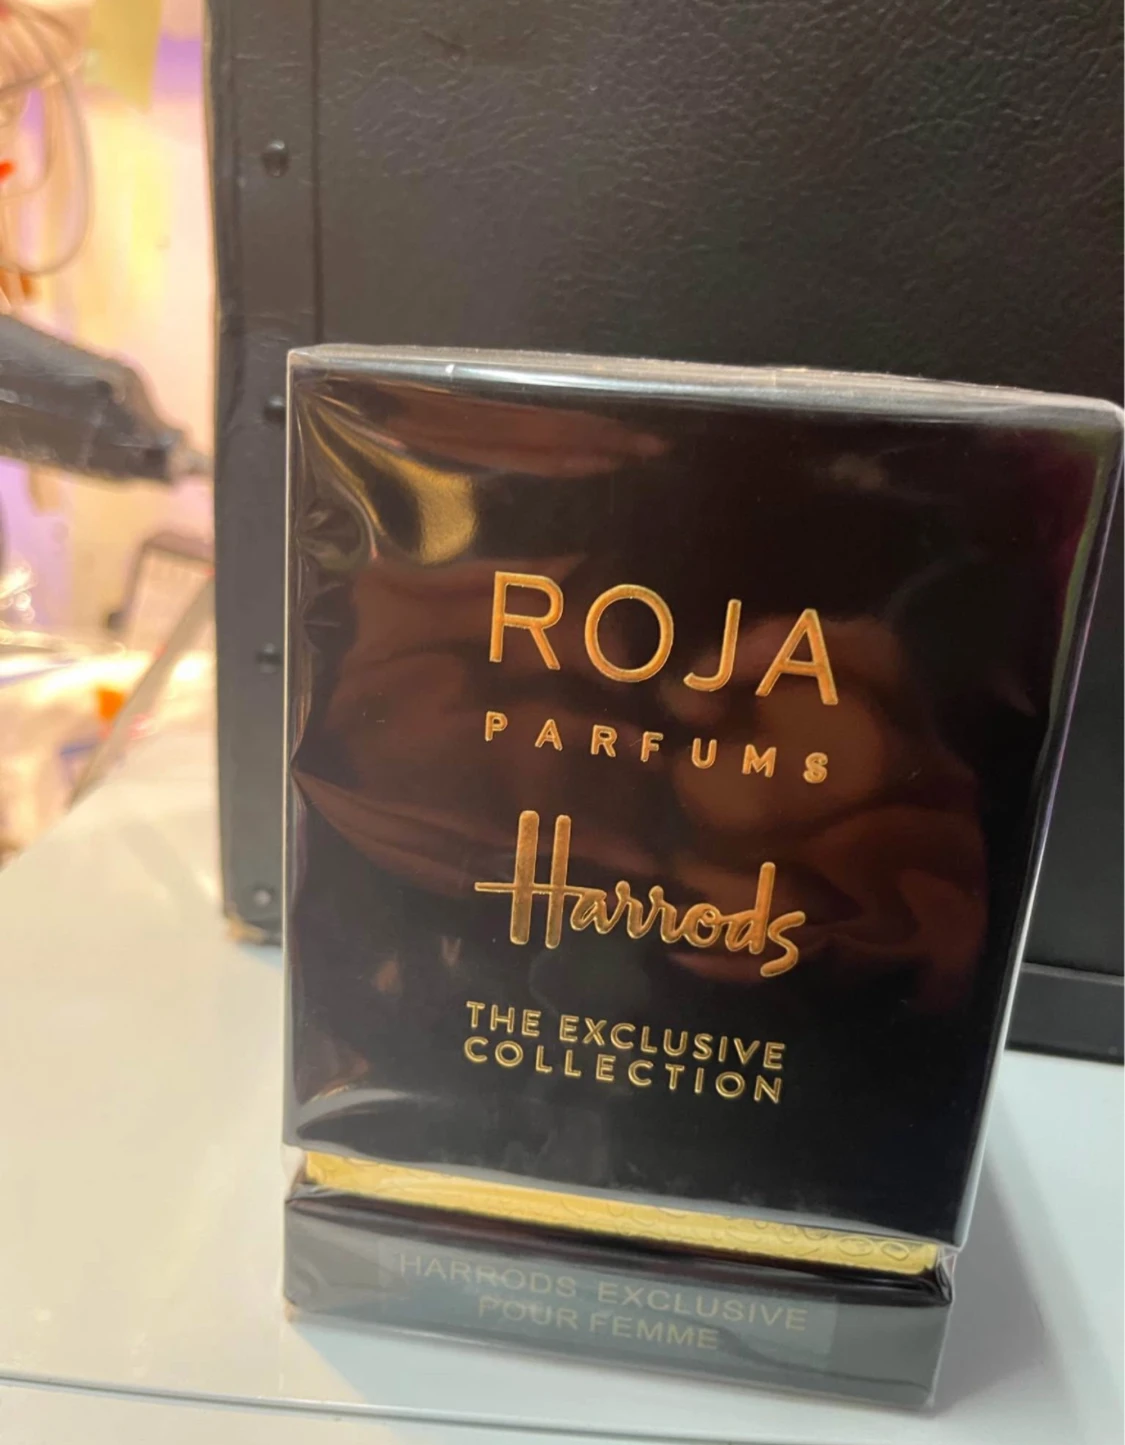 ROJA
PARFUMS
Harrods
THE EXCLUSIVE
COLLECTION
HARRODS EXCLUSIVE
POUR FEMME